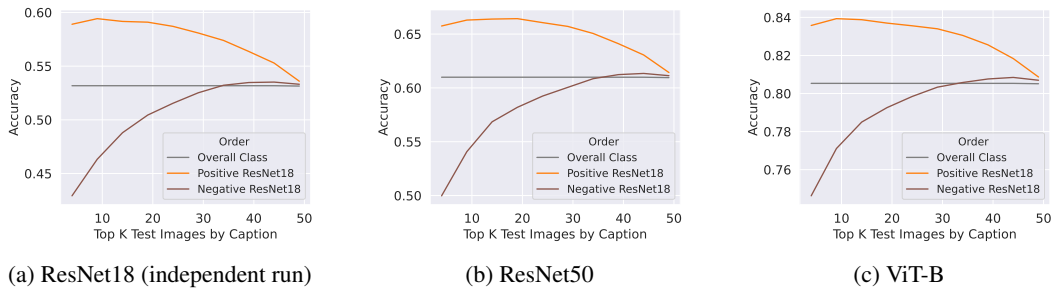 0.60
0.55
0.50
0.45
Accuracy
Order
Overall Class
Positive ResNet18
Negative ResNet18
10 20 30 40 50
Top K Test Images by Caption
(a) ResNet18 (independent run)
0.65
0.60
0.55
0.50
Accuracy
Order
Overall Class
Positive ResNet18
Negative ResNet18
10 20 30 40 50
Top K Test Images by Caption
(b) ResNet50
0.84
0.82
0.80
0.78
0.76
Accuracy
Order
Overall Class
Positive ResNet18
Negative ResNet18
10 20 30 40 50
Top K Test Images by Caption
(c) ViT-B